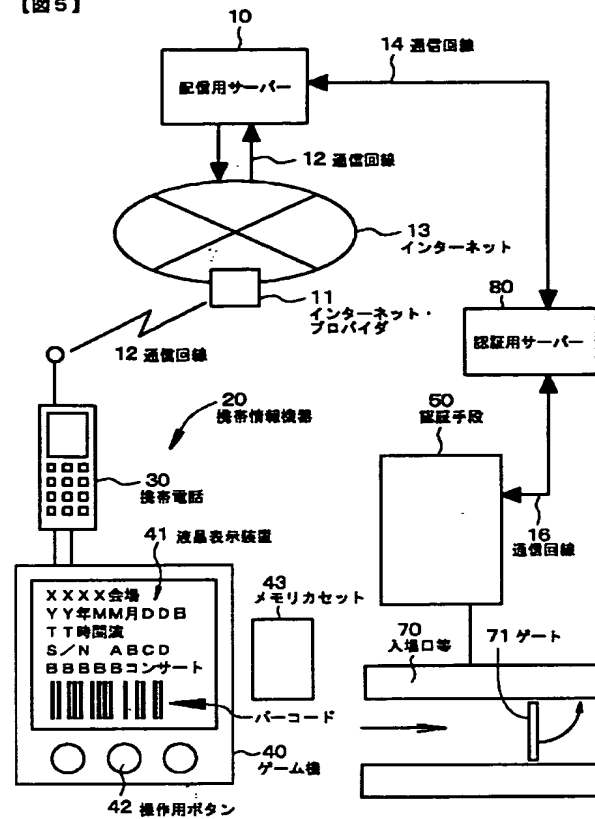 【図5】
10
配信用サーバー
14 通信回線
12 通信回線
13
インターネット
11
インターネット・
プロバイダ
80
認証用サーバー
12 通信回線
20
携帯情報機器
50
認証手段
30
携帯電話
16
通信回線
41 液晶表示装置
43
メモリカセット
XXXX会場
YY年MM月DDB
TT時間演
S/N ABCD
BBBBBコンサート
70
入場口等
71 ゲート
バーコード
40
ゲーム機
42 操作用ボタン